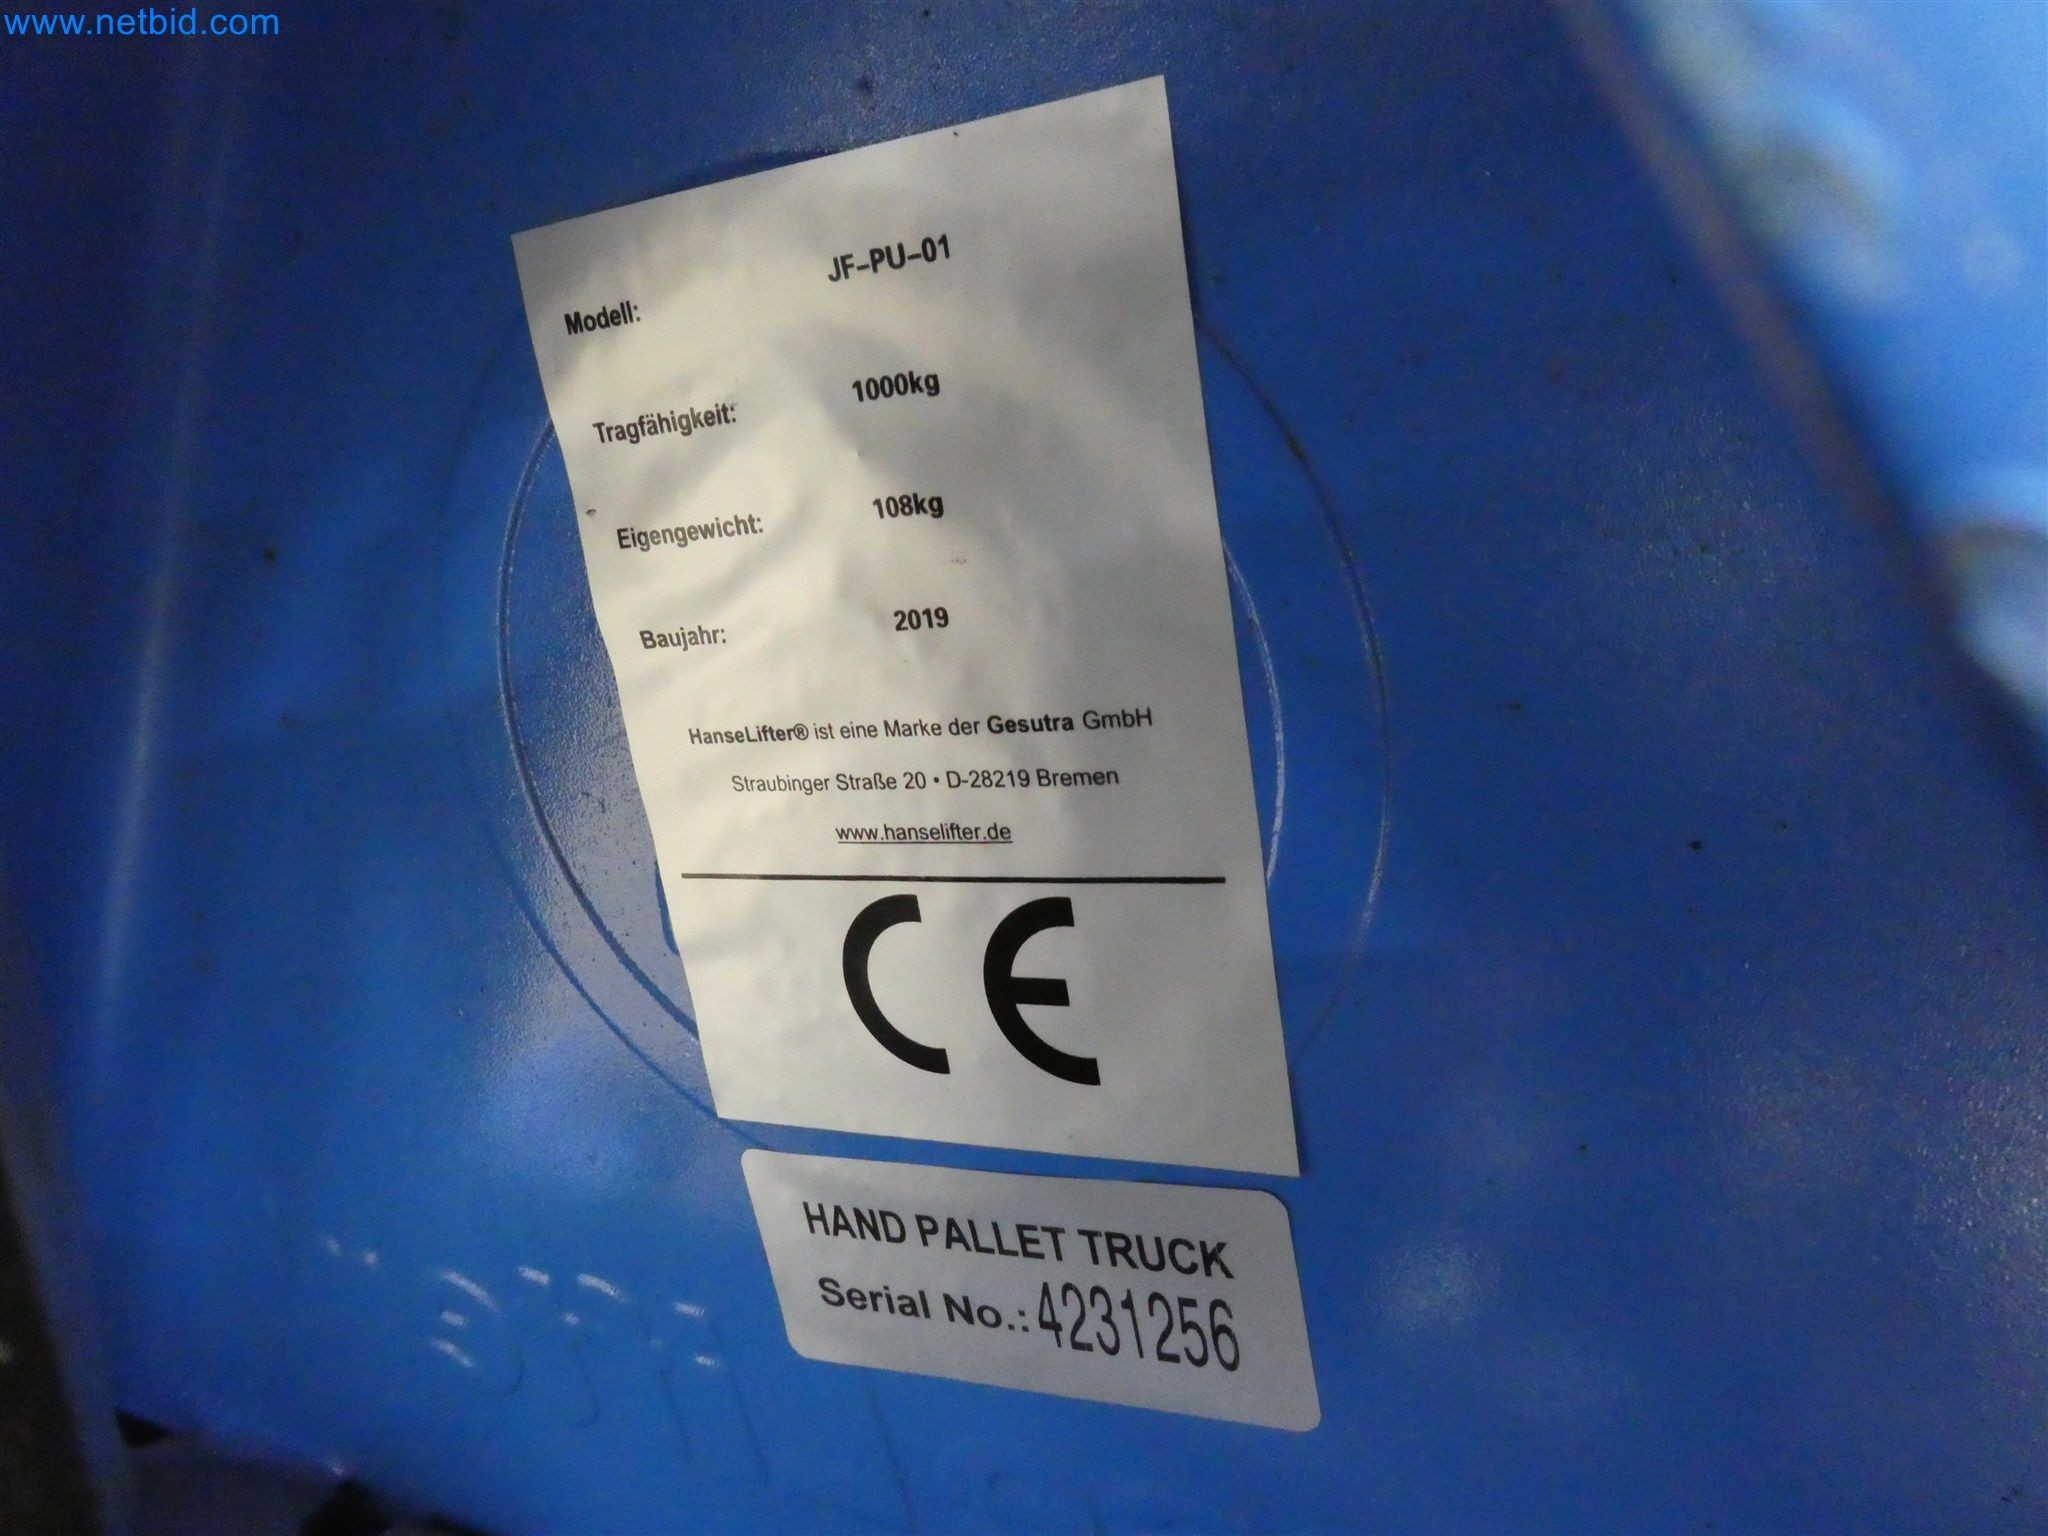 www.netbid.com
Modell: JF-PU-01
Tragfähigkeit: 1000kg
Eigengewicht: 108kg
Baujahr: 2019
HanseLifter® ist eine Marke der Gesutra GmbH
Straubinger Straße 20 • D-28219 Bremen
www.hanselifter.de
CE
HAND PALLET TRUCK
Serial No.: 4231256